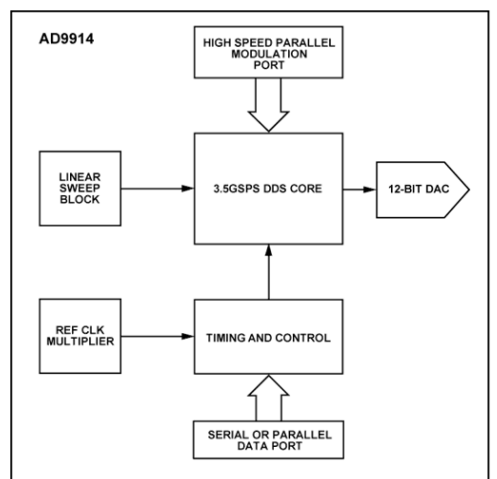 AD9914
HIGH SPEED PARALLEL
MODULATION
PORT
LINEAR
SWEEP
BLOCK
3.5GSPS DDS CORE
12-BIT DAC
REF CLK
MULTIPLIER
TIMING AND CONTROL
SERIAL OR PARALLEL
DATA PORT